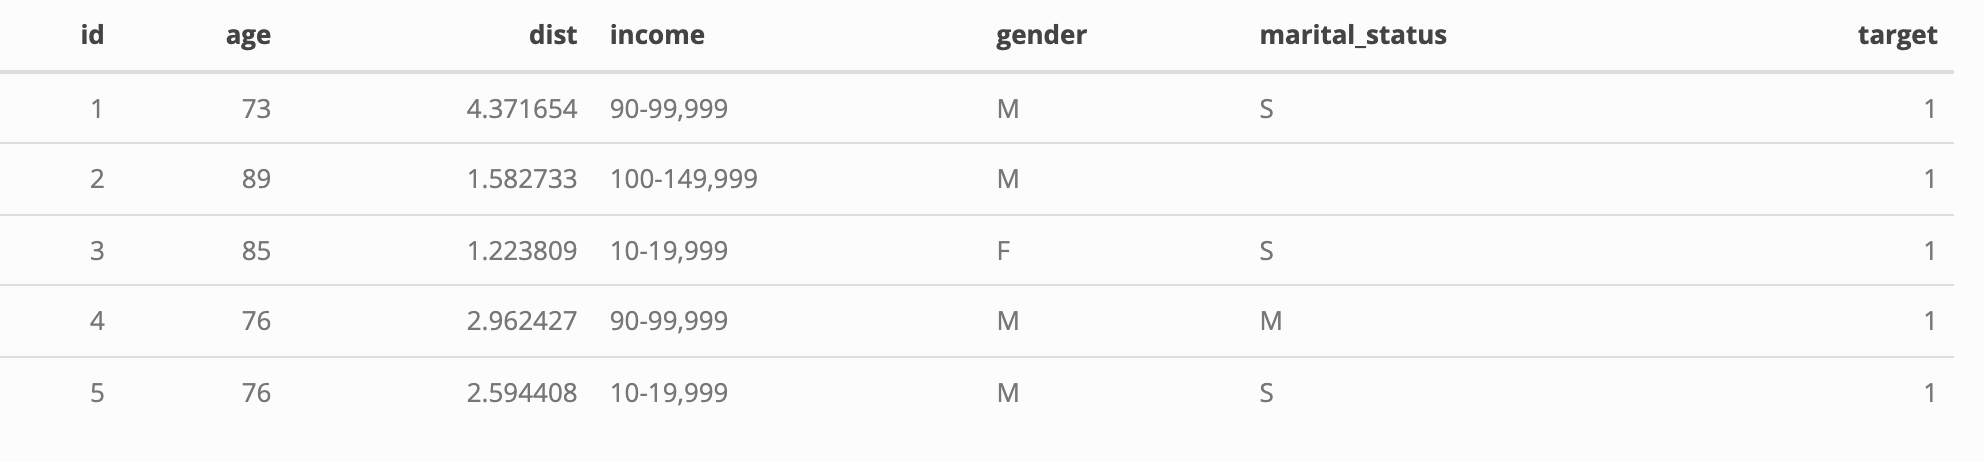 id age dist income gender marital_status target
1 73 4.371654 90-99,999 M S 1
2 89 1.582733 100-149,999 M 1
3 85 1.223809 10-19,999 F S 1
4 76 2.962427 90-99,999 M M 1
5 76 2.594408 10-19,999 M S 1